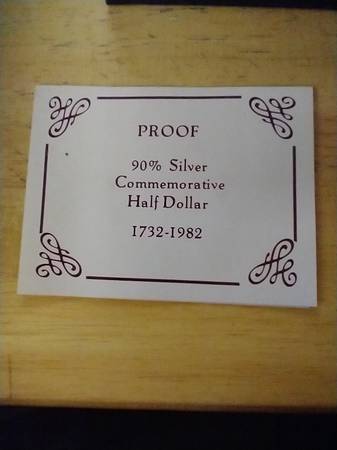 PROOF
90% Silver
Commemorative
Half Dollar
1732-1982